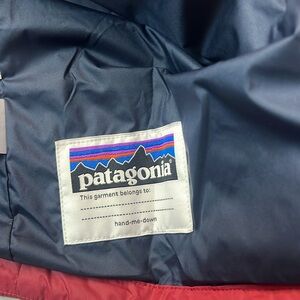 patagonia
This garment belongs to:
hand-me-down